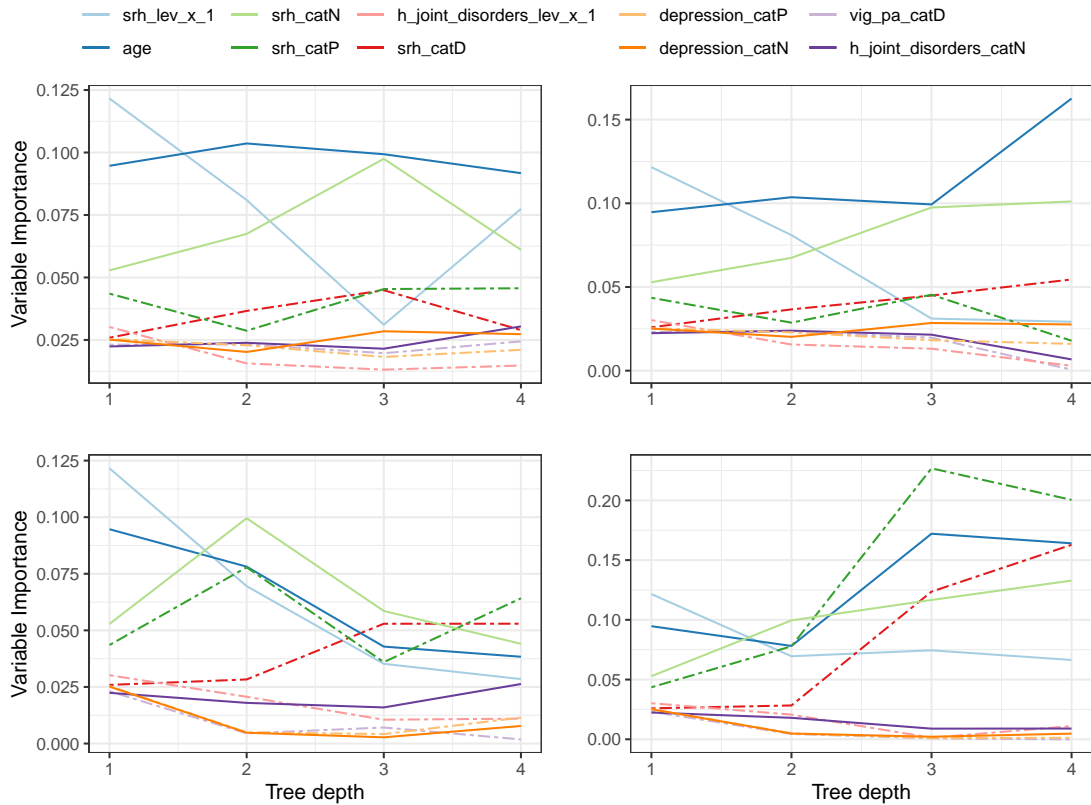 srh_lev_x_1 srh_catN h_joint_disorders_lev_x_1 depression_catP vig_pa_catD
age srh_catP srh_catD depression_catN h_joint_disorders_catN
Variable Importance
0.125
0.100
0.075
0.050
0.025
1 2 3 4
0.15
0.10
0.05
0.00
1 2 3 4
Variable Importance
0.125
0.100
0.075
0.050
0.025
0.000
1 2 3 4
Tree depth
0.20
0.15
0.10
0.05
0.00
1 2 3 4
Tree depth